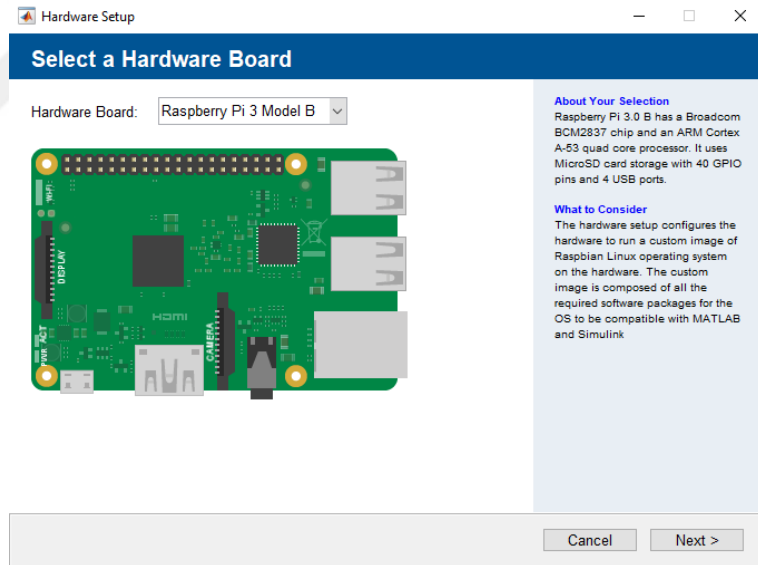 Hardware Setup
Select a Hardware Board
Hardware Board:
Raspberry Pi 3 Model B
WI-FI
DISPLAY
HDMI
CAMERA
PWR ACT
About Your Selection
Raspberry Pi 3.0 B has a Broadcom
BCM2837 chip and an ARM Cortex
A-53 quad core processor. It uses
MicroSD card storage with 40 GPIO
pins and 4 USB ports.
What to Consider
The hardware setup configures the
hardware to run a custom image of
Raspbian Linux operating system
on the hardware. The custom
image is composed of all the
required software packages for the
OS to be compatible with MATLAB
and Simulink
Cancel
Next >